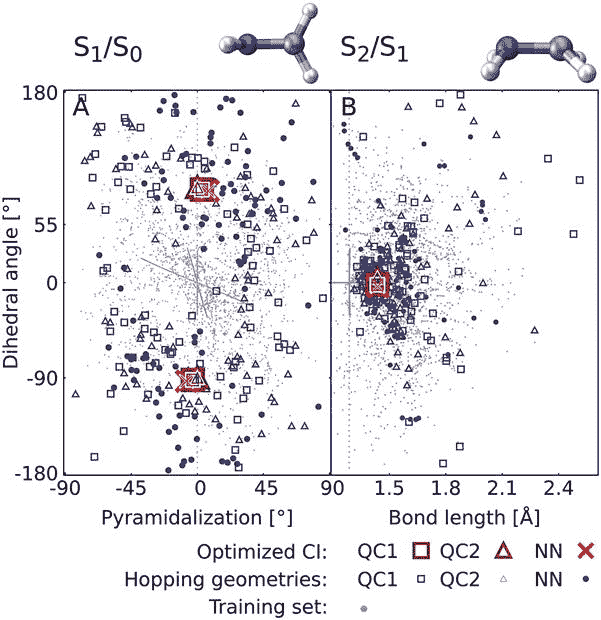 S1/S0
S2/S1
A
B
Dihedral angle [°]
180
55
0
-90
-180
-90
-45
0
45
90
1.5
1.8
2.1
2.4
Pyramidalization [°]
Bond length [Å]
Optimized CI: QC1 QC2 NN
Hopping geometries: QC1 QC2 NN
Training set: